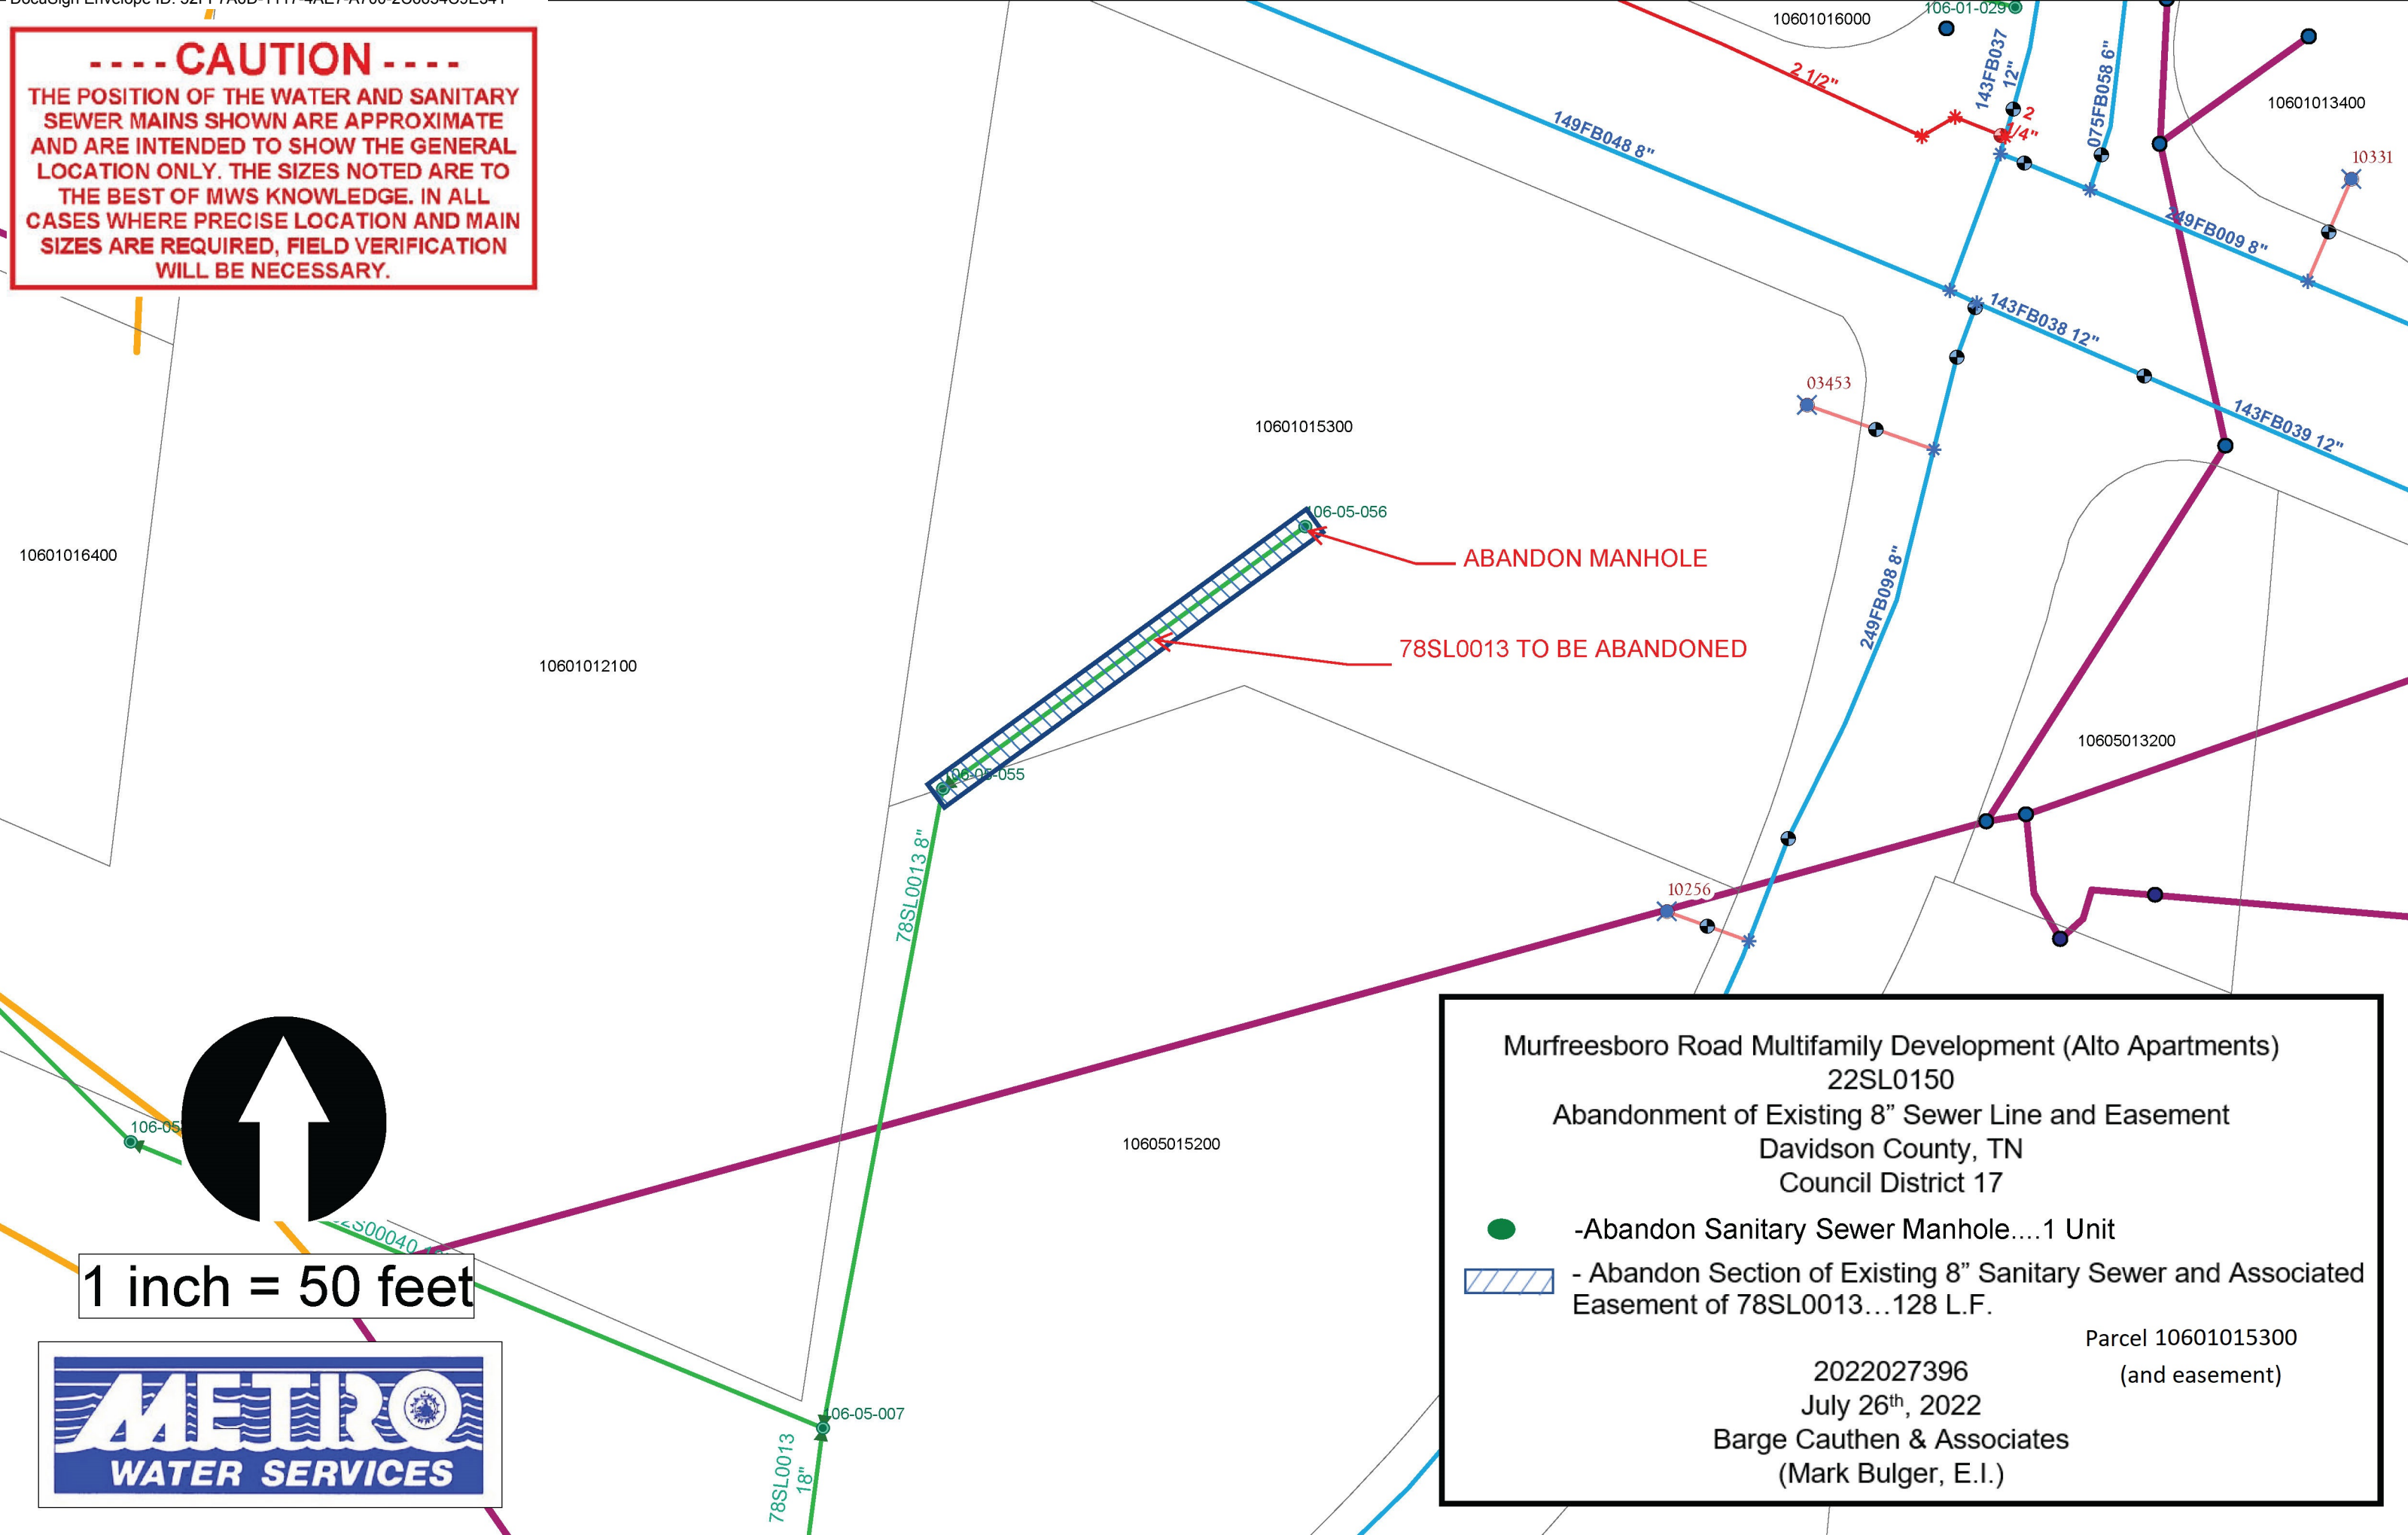 - - - - CAUTION - - - -
THE POSITION OF THE WATER AND SANITARY
SEWER MAINS SHOWN ARE APPROXIMATE
AND ARE INTENDED TO SHOW THE GENERAL
LOCATION ONLY. THE SIZES NOTED ARE TO
THE BEST OF MWS KNOWLEDGE. IN ALL
CASES WHERE PRECISE LOCATION AND MAIN
SIZES ARE REQUIRED, FIELD VERIFICATION
WILL BE NECESSARY.
10601016000
106-01-029
143FB037
12"
075FB058 6"
2 1/2"
2
1/4"
10601013400
10331
149FB048 8"
249FB009 8"
143FB038 12"
143FB039 12"
03453
10601015300
106-05-056
ABANDON MANHOLE
10601016400
249FB098 8"
78SL0013 TO BE ABANDONED
10601012100
106-05-055
10605013200
78SL0013 8"
10256
106-05
10605015200
1 inch = 50 feet
METRO
WATER SERVICES
106-05-007
78SL0013
18"
Murfreesboro Road Multifamily Development (Alto Apartments)
22SL0150
Abandonment of Existing 8” Sewer Line and Easement
Davidson County, TN
Council District 17
-Abandon Sanitary Sewer Manhole....1 Unit
- Abandon Section of Existing 8” Sanitary Sewer and Associated
Easement of 78SL0013…128 L.F.
Parcel 10601015300
(and easement)
2022027396
July 26th, 2022
Barge Cauthen & Associates
(Mark Bulger, E.I.)